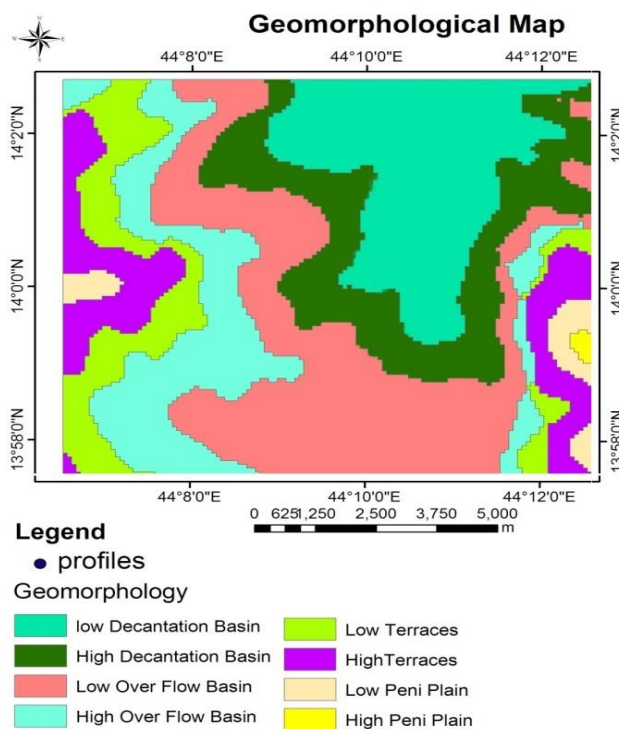 Geomorphological Map
44°8'0"E 44°10'0"E 44°12'0"E
14°2'0"N 14°2'0"N
14°0'0"N 14°0'0"N
13°58'0"N 13°58'0"N
44°8'0"E 44°10'0"E 44°12'0"E
0 625 1,250 2,500 3,750 5,000
m
Legend
profiles
Geomorphology
low Decantation Basin
High Decantation Basin
Low Over Flow Basin
High Over Flow Basin
Low Terraces
HighTerraces
Low Peni Plain
High Peni Plain